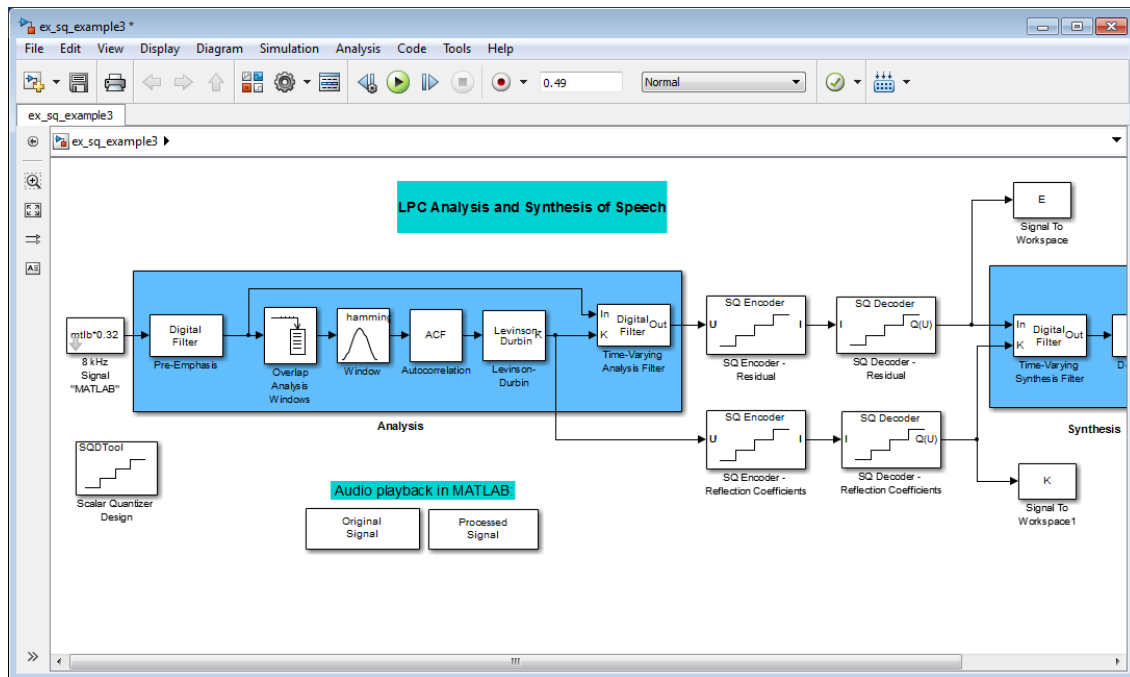 ex_sq_example3 *
File Edit View Display Diagram Simulation Analysis Code Tools Help
0.49 Normal
ex_sq_example3
ex_sq_example3
LPC Analysis and Synthesis of Speech
E
Signal To
Workspace
mtlb*0.32
8 kHz
Signal
"MATLAB"
Digital
Filter
Pre-Emphasis
Overlap
Analysis
Windows
hamming
Window
ACF
Autocorrelation
Levinson-
Durbin
K
Levinson-
Durbin
In
K
Digital
Filter
Out
Time-Varying
Analysis Filter
Analysis
SQ Encoder
U I
SQ Encoder -
Residual
SQ Decoder
I Q(U)
SQ Decoder -
Residual
In
K
Digital
Filter
Out
Time-Varying
Synthesis Filter
Synthesis
SQ Encoder
U I
SQ Encoder -
Reflection Coefficients
SQ Decoder
I Q(U)
SQ Decoder -
Reflection Coefficients
K
Signal To
Workspace1
SQDTool
Scalar Quantizer
Design
Audio playback in MATLAB:
Original
Signal
Processed
Signal